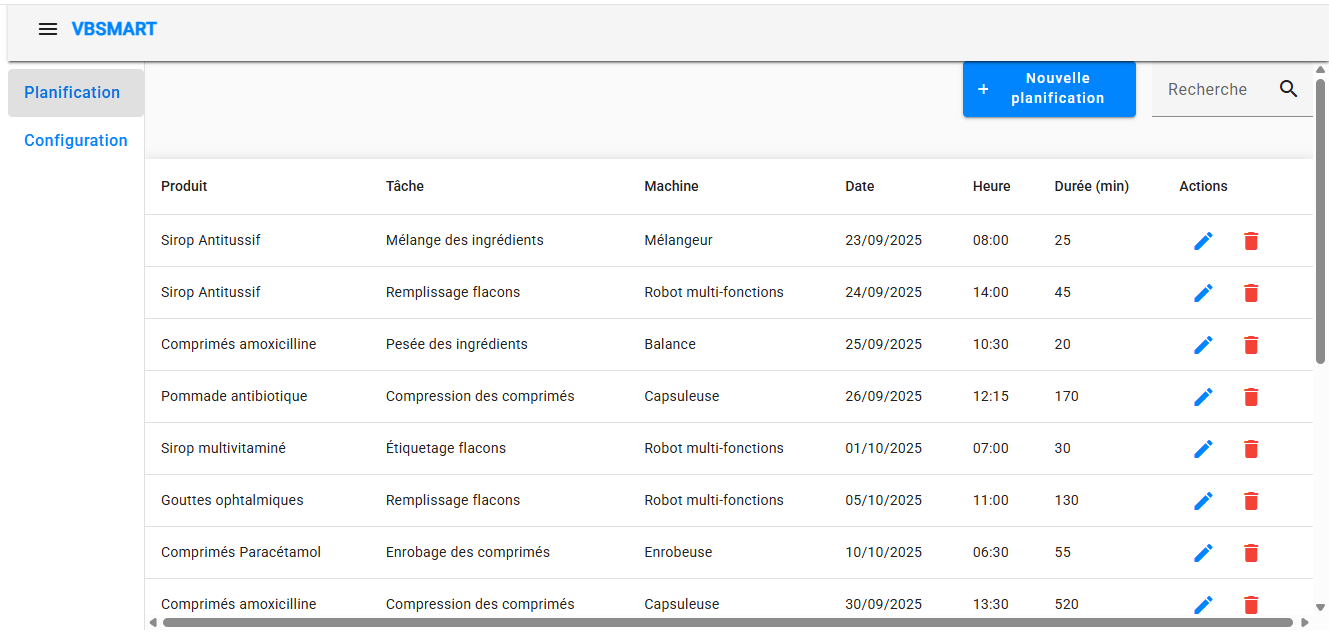 VBSMART
Planification
Configuration
+ Nouvelle
planification
Recherche
Produit Tâche Machine Date Heure Durée (min) Actions
Sirop Antitussif Mélange des ingrédients Mélangeur 23/09/2025 08:00 25
Sirop Antitussif Remplissage flacons Robot multi-fonctions 24/09/2025 14:00 45
Comprimés amoxicilline Pesée des ingrédients Balance 25/09/2025 10:30 20
Pommade antibiotique Compression des comprimés Capsuleuse 26/09/2025 12:15 170
Sirop multivitaminé Étiquetage flacons Robot multi-fonctions 01/10/2025 07:00 30
Gouttes ophtalmiques Remplissage flacons Robot multi-fonctions 05/10/2025 11:00 130
Comprimés Paracétamol Enrobage des comprimés Enrobeuse 10/10/2025 06:30 55
Comprimés amoxicilline Compression des comprimés Capsuleuse 30/09/2025 13:30 520